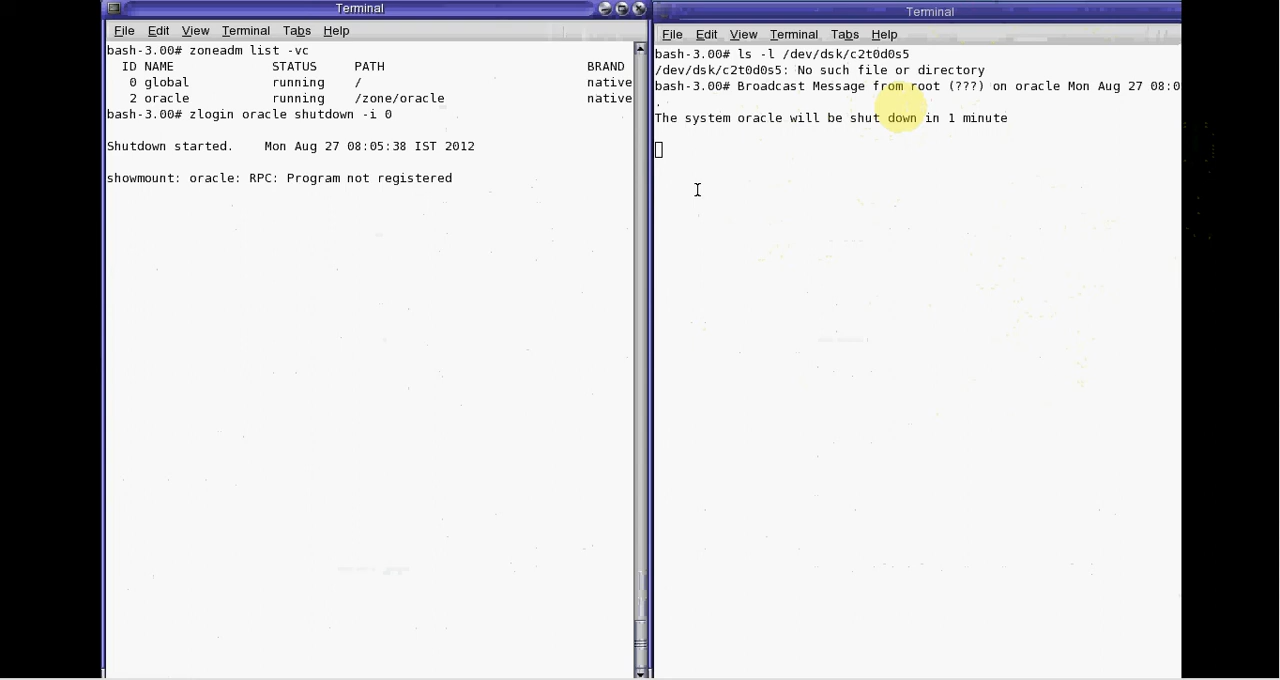 Terminal
File Edit View Terminal Tabs Help
bash-3.00# zoneadm list -vc
ID NAME STATUS PATH BRAND
0 global running / native
2 oracle running /zone/oracle native
bash-3.00# zlogin oracle shutdown -i 0
Shutdown started. Mon Aug 27 08:05:38 IST 2012
showmount: oracle: RPC: Program not registered
Terminal
File Edit View Terminal Tabs Help
bash-3.00# ls -l /dev/dsk/c2t0d0s5
/dev/dsk/c2t0d0s5: No such file or directory
bash-3.00# Broadcast Message from root (???) on oracle Mon Aug 27 08:0
.
The system oracle will be shut down in 1 minute